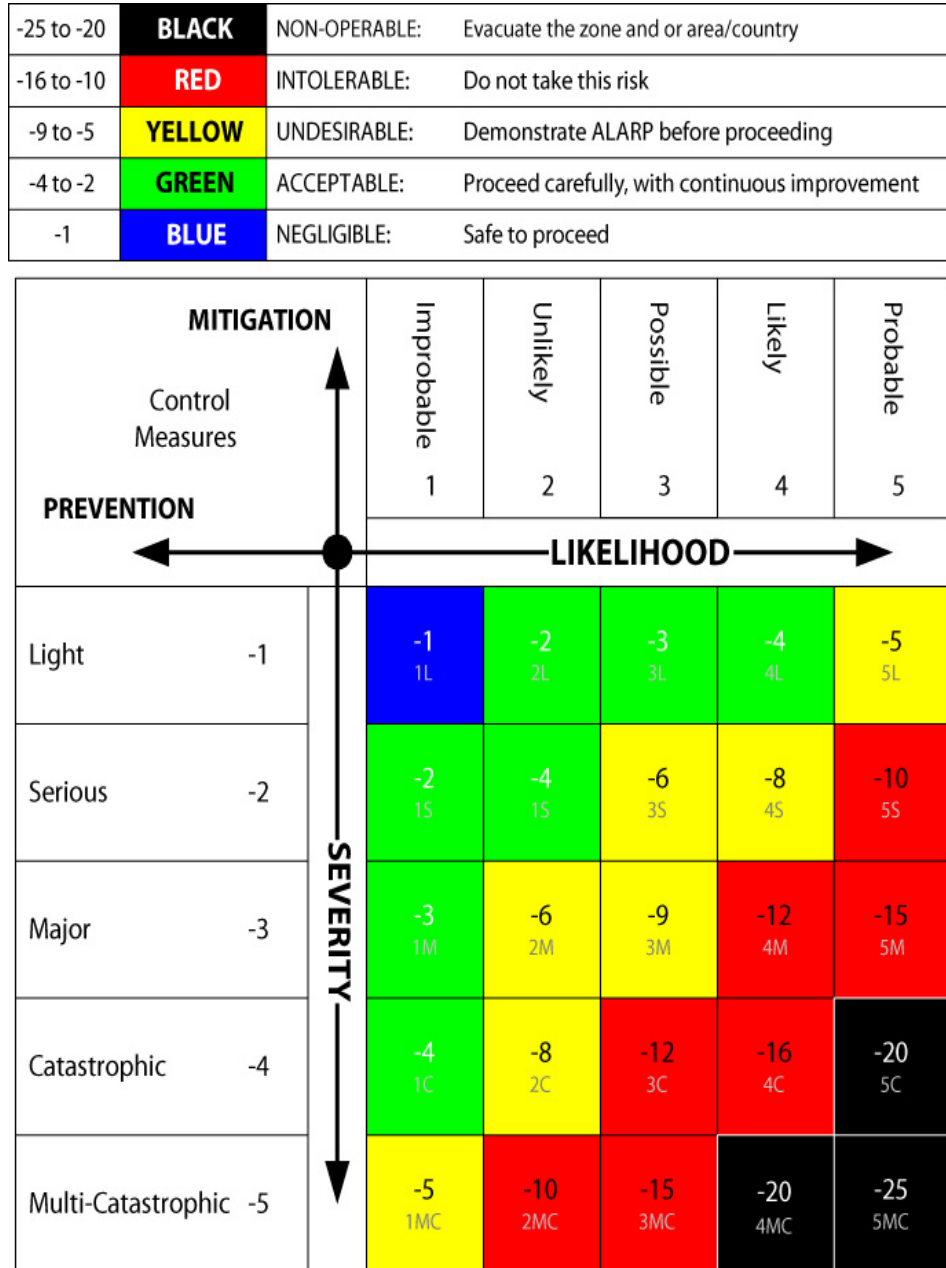 -25 to -20 BLACK NON-OPERABLE: Evacuate the zone and or area/country
-16 to -10 RED INTOLERABLE: Do not take this risk
-9 to -5 YELLOW UNDESIRABLE: Demonstrate ALARP before proceeding
-4 to -2 GREEN ACCEPTABLE: Proceed carefully, with continuous improvement
-1 BLUE NEGLIGIBLE: Safe to proceed
MITIGATION
Control
Measures
PREVENTION
Improbable
1
Unlikely
2
Possible
3
Likely
4
Probable
5
LIKELIHOOD
SEVERITY
Light -1
-1
1L
-2
2L
-3
3L
-4
4L
-5
5L
Serious -2
-2
1S
-4
1S
-6
3S
-8
4S
-10
5S
Major -3
-3
1M
-6
2M
-9
3M
-12
4M
-15
5M
Catastrophic -4
-4
1C
-8
2C
-12
3C
-16
4C
-20
5C
Multi-Catastrophic -5
-5
1MC
-10
2MC
-15
3MC
-20
4MC
-25
5MC